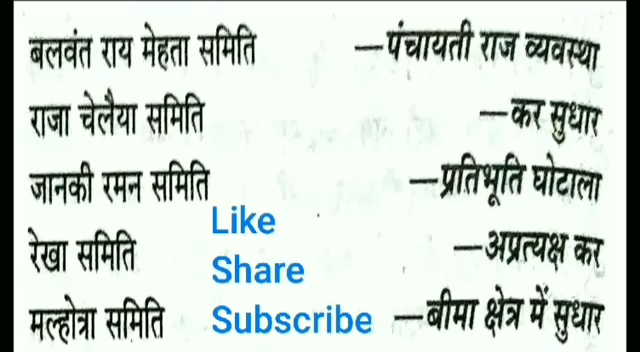 बलवंत राय मेहता समिति —पंचायती राज व्यवस्था
राजा चेलैया समिति —कर सुधार
जानकी रमन समिति —प्रतिभूति घोटाला
Like
रेखा समिति —अप्रत्यक्ष कर
Share
मल्होत्रा समिति —बीमा क्षेत्र में सुधार
Subscribe